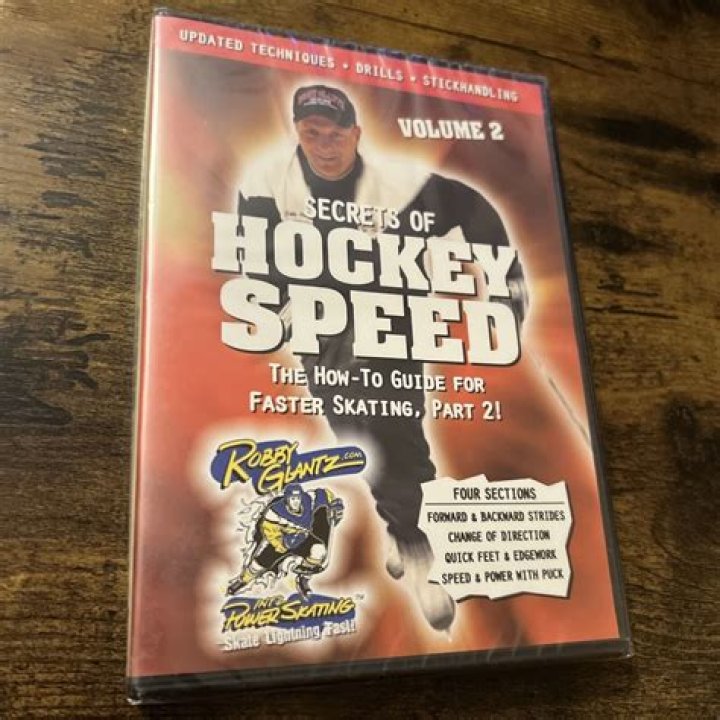 UPDATED TECHNIQUES • DRILLS • STICKHANDLING
VOLUME 2
SECRETS OF
HOCKEY
SPEED
THE HOW-TO GUIDE FOR
FASTER SKATING, PART 2!
ROBBY
GLANTZ.COM
INT'L
POWER SKATING™
Skate Lightning Fast!
FOUR SECTIONS
FORWARD & BACKWARD STRIDES
CHANGE OF DIRECTION
QUICK FEET & EDGEWORK
SPEED & POWER WITH PUCK